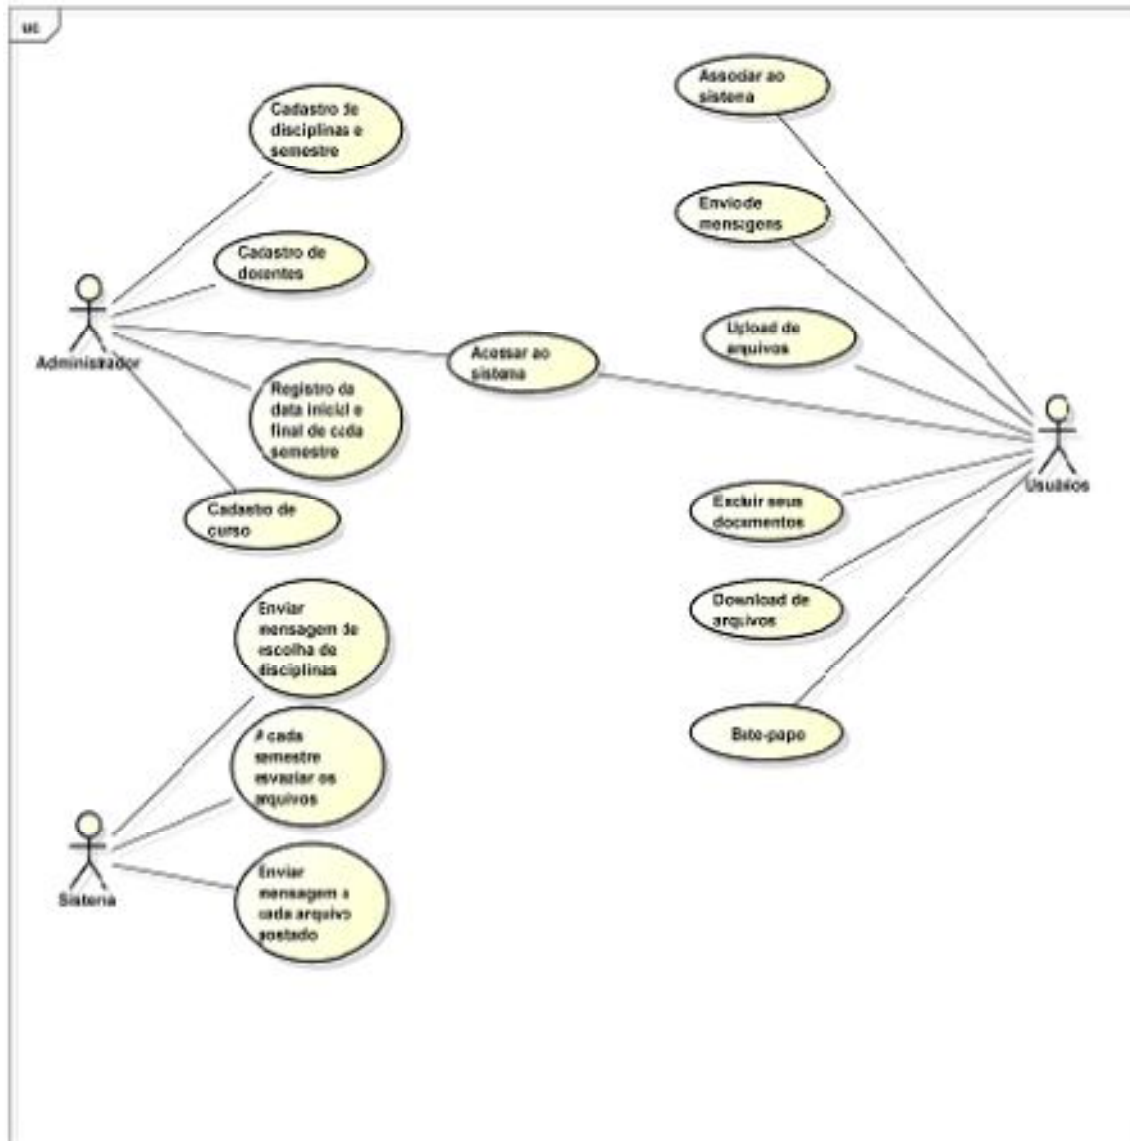 uc
Cadastro de
disciplinas e
semestre
Cadastro de
docentes
Administrador
Registro da
data inicial e
final de cada
semestre
Cadastro de
curso
Acessar ao
sistema
Associar ao
sistema
Envio de
mensagens
Upload de
arquivos
Usuários
Excluir seus
documentos
Download de
arquivos
Bate-papo
Enviar
mensagem de
escolha de
disciplinas
A cada
semestre
esvaziar os
arquivos
Sistema
Enviar
mensagem a
cada arquivo
postado